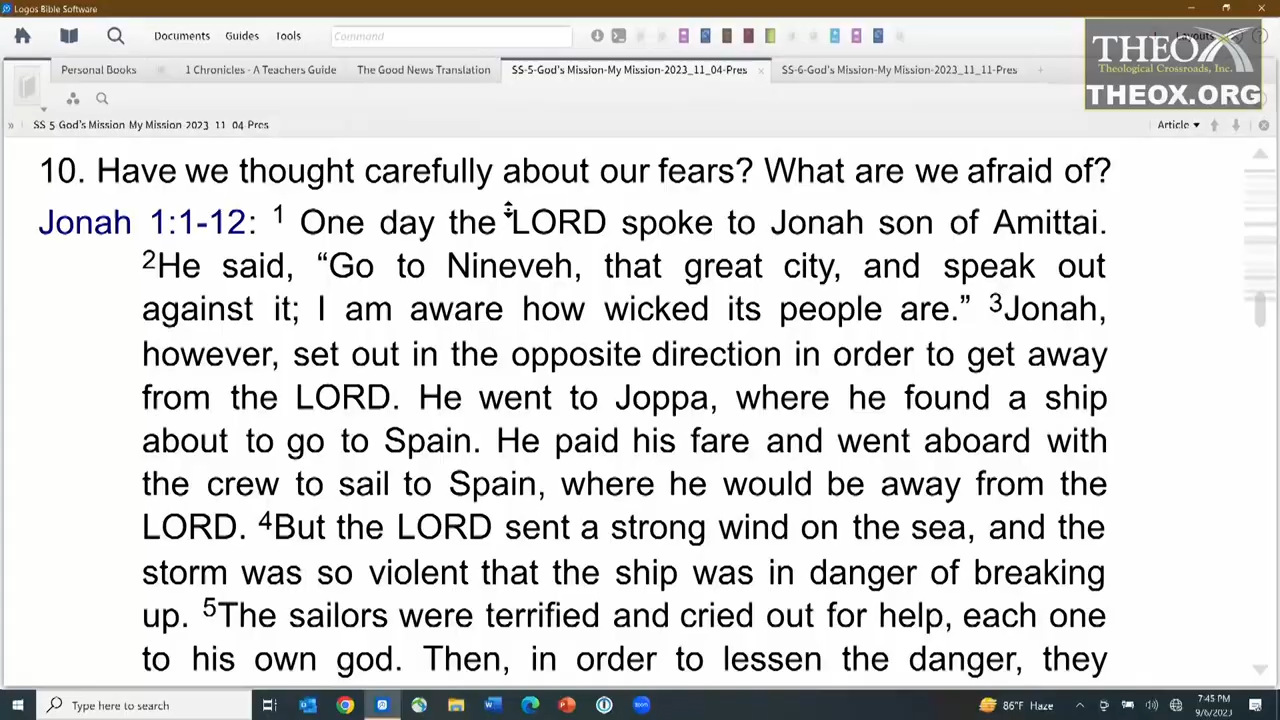 Logos Bible Software
Documents Guides Tools Command
THEOX
Theological Crossroads, Inc.
THEOX.ORG
Personal Books 1 Chronicles - A Teachers Guide The Good Neologian Edition SS-5-God's Mission-My Mission-2023_11_04-Pres SS-6-God's Mission-My Mission-2023_11_11-Pres
SS 5 God's Mission-My Mission 2023 11 04 Pres Article
10. Have we thought carefully about our fears? What are we afraid of?
Jonah 1:1-12: 1 One day the LORD spoke to Jonah son of Amittai.
2He said, “Go to Nineveh, that great city, and speak out
against it; I am aware how wicked its people are.” 3Jonah,
however, set out in the opposite direction in order to get away
from the LORD. He went to Joppa, where he found a ship
about to go to Spain. He paid his fare and went aboard with
the crew to sail to Spain, where he would be away from the
LORD. 4But the LORD sent a strong wind on the sea, and the
storm was so violent that the ship was in danger of breaking
up. 5The sailors were terrified and cried out for help, each one
to his own god. Then, in order to lessen the danger, they
Type here to search
86°F Haze
7:45 PM
9/6/2023